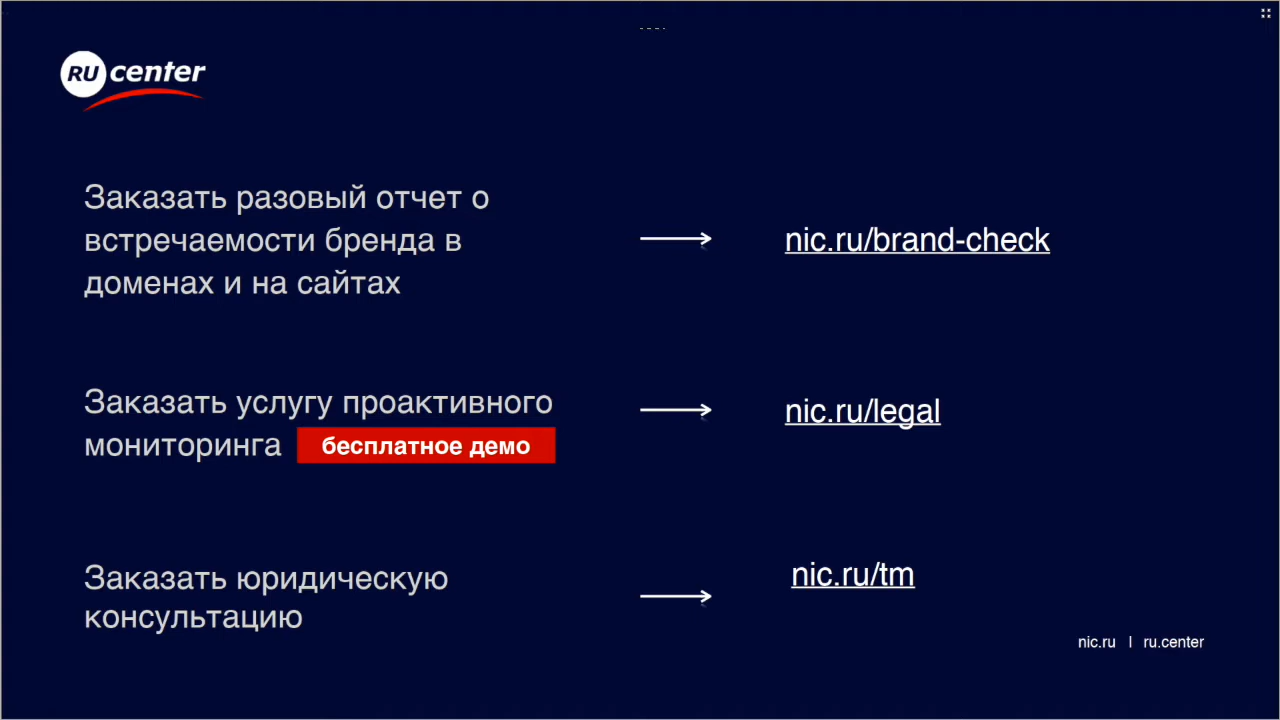 RU center
Заказать разовый отчет о
встречаемости бренда в
доменах и на сайтах
nic.ru/brand-check
Заказать услугу проактивного
мониторинга бесплатное демо
nic.ru/legal
Заказать юридическую
консультацию
nic.ru/tm
nic.ru | ru.center